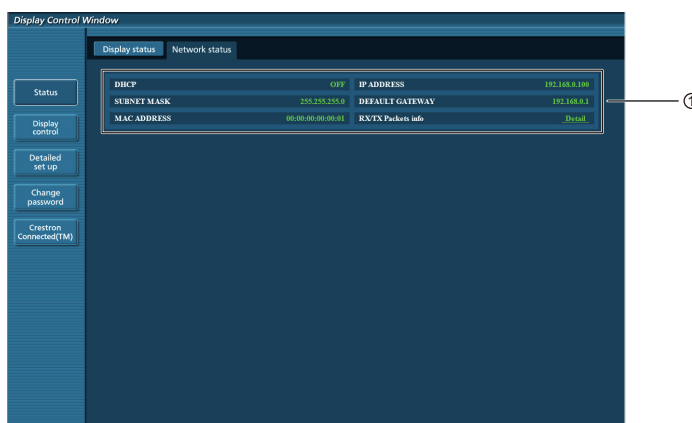 Display Control Window
Display status
Network status
Status
Display
control
Detailed
set up
Change
password
Crestron
Connected(TM)
DHCP OFF IP ADDRESS 192.168.0.100
SUBNET MASK 255.255.255.0 DEFAULT GATEWAY 192.168.0.1
MAC ADDRESS 00:00:00:00:00:01 RX/TX Packets info Detail
①